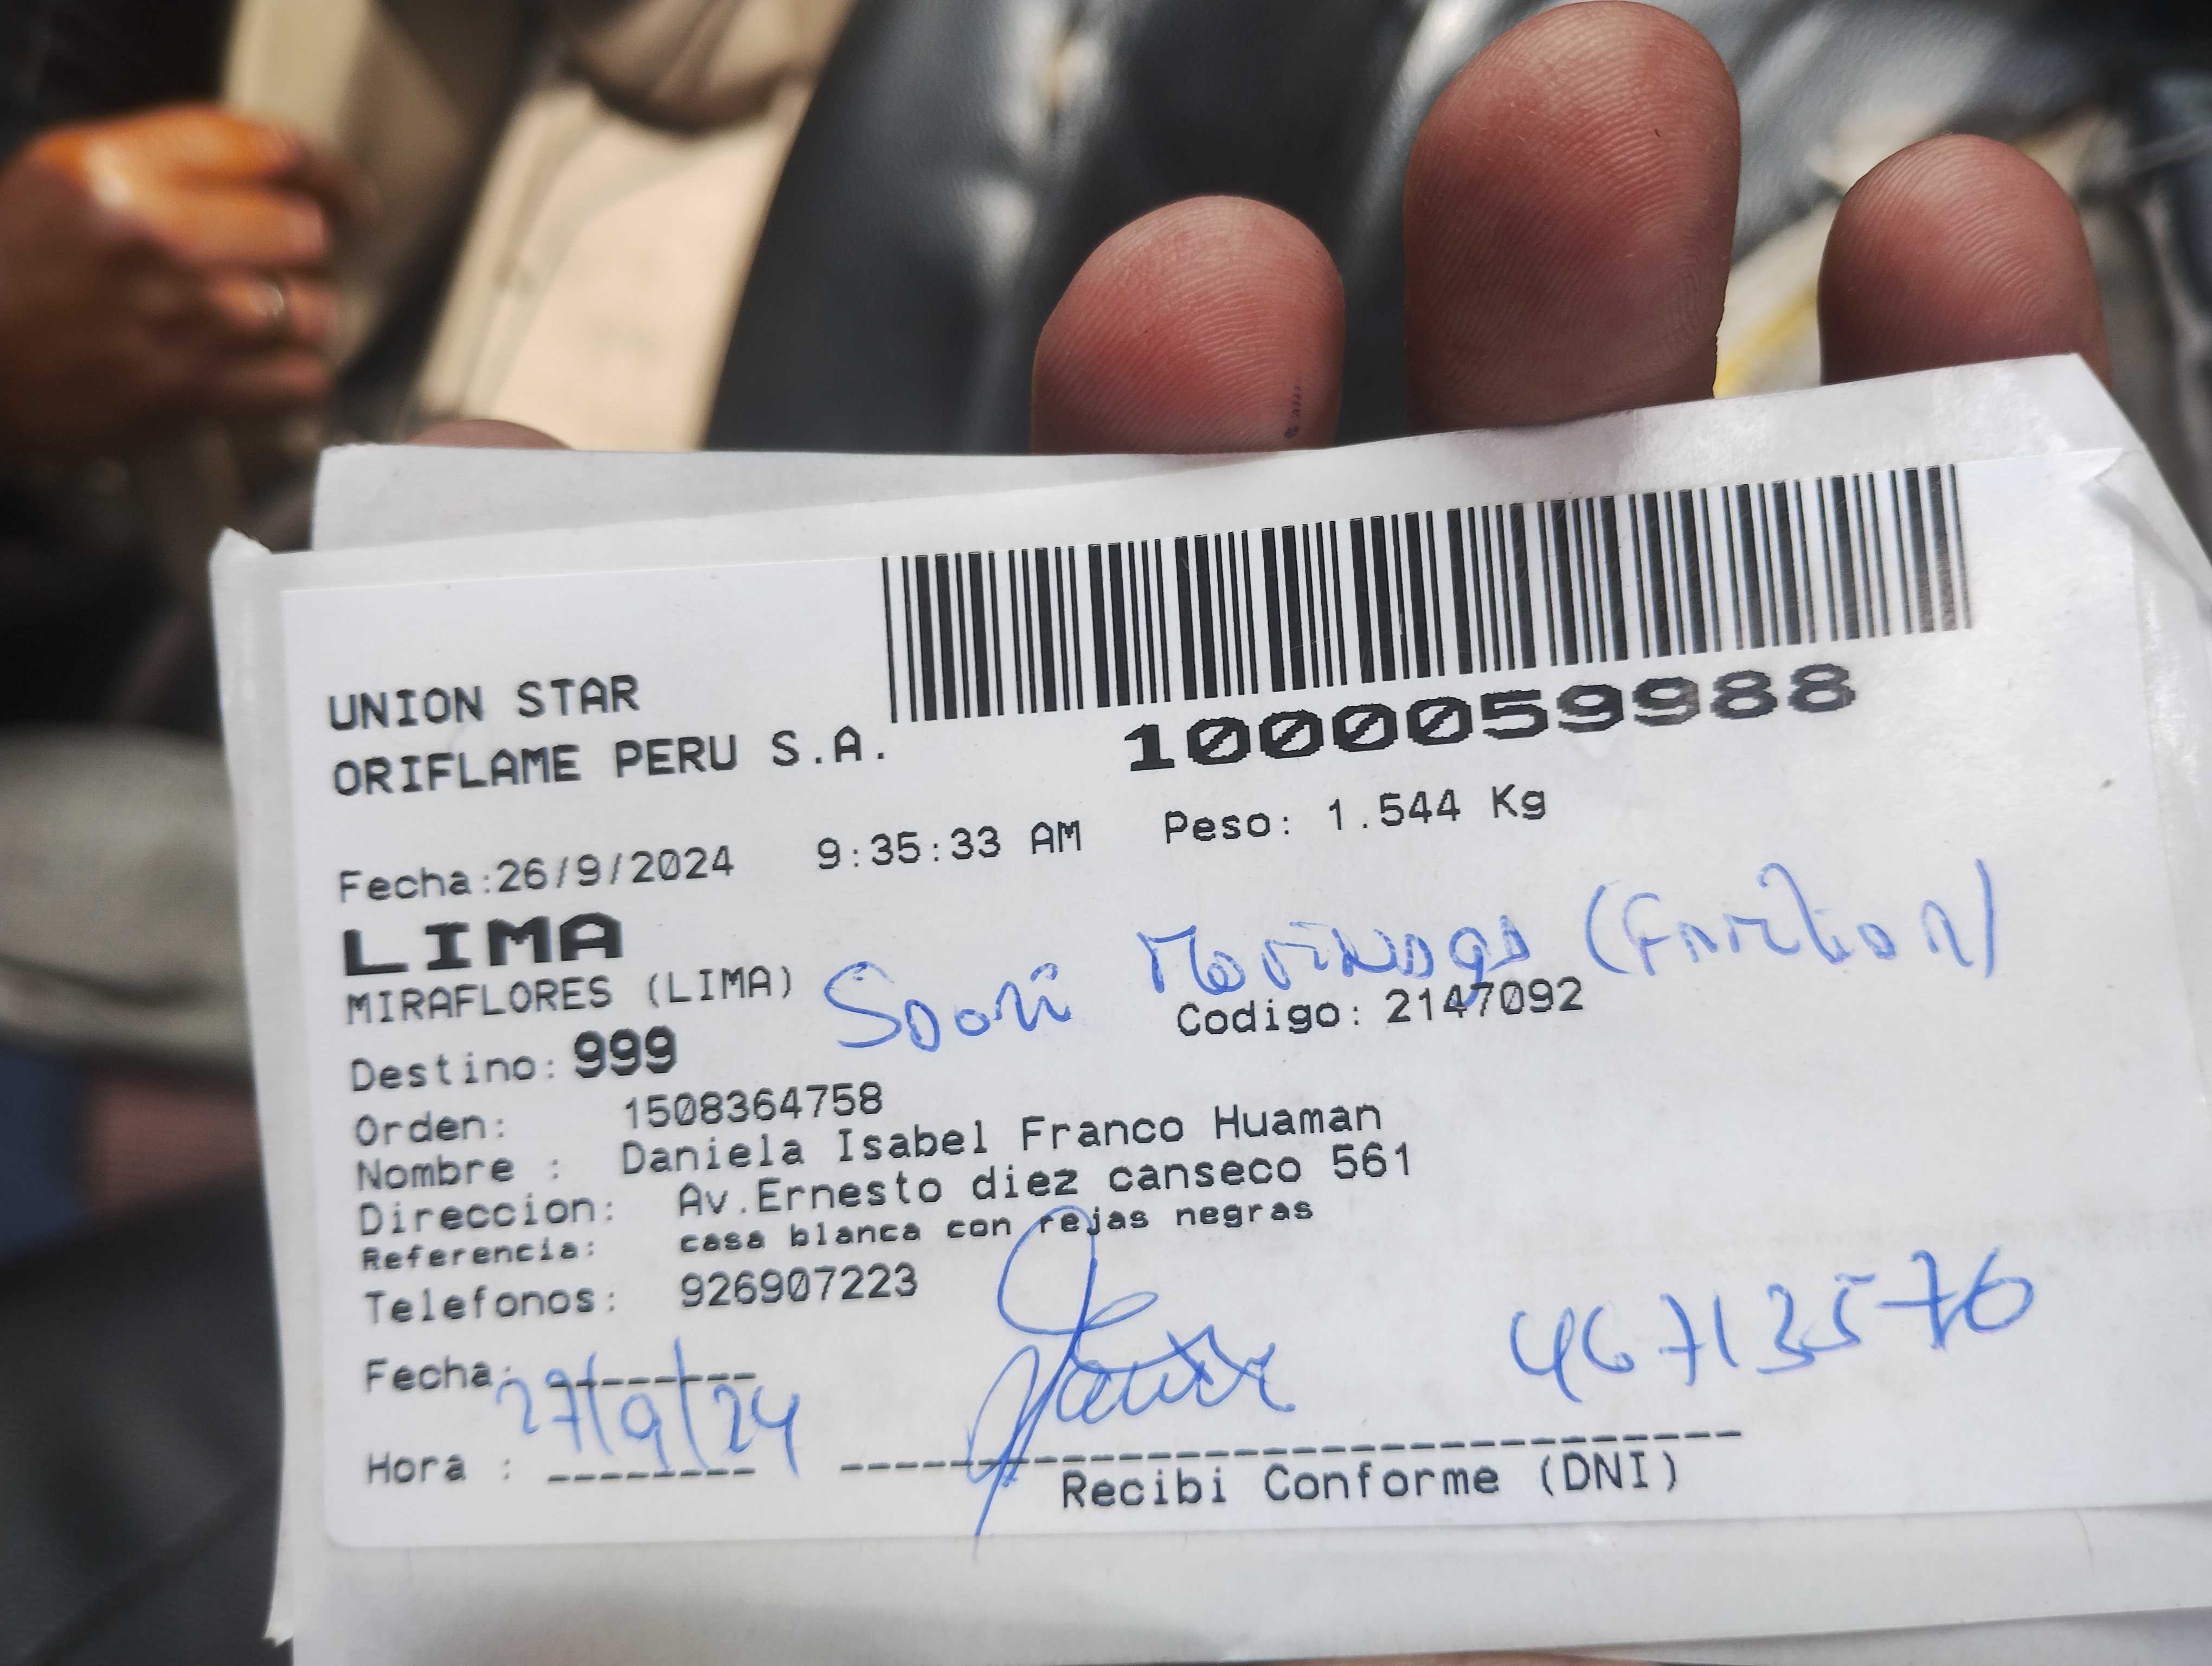 UNION STAR
ORIFLAME PERU S.A.
1000059988
Fecha:26/9/2024 9:35:33 AM Peso: 1.544 Kg
LIMA
MIRAFLORES (LIMA)
Destino: 999 Codigo: 2147092
Orden: 1508364758
Nombre : Daniela Isabel Franco Huaman
Direccion: Av.Ernesto diez canseco 561
Referencia: casa blanca con rejas negras
Telefonos: 926907223
46713576
Fecha: 27/9/24
Hora :
Recibi Conforme (DNI)